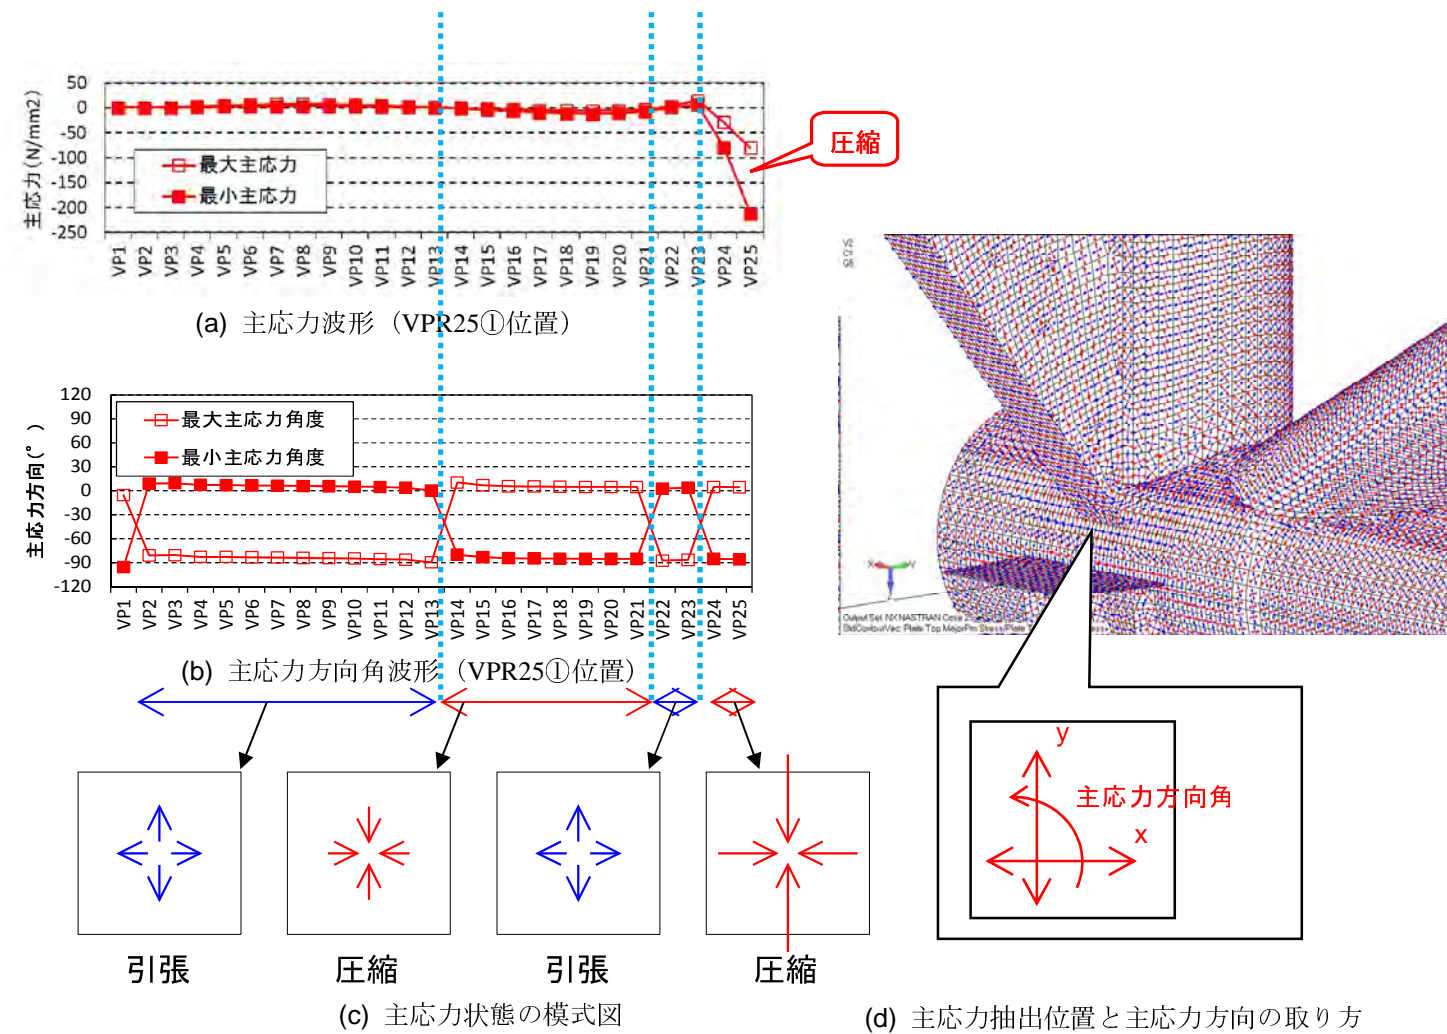 50
0
-50
-100
-150
-200
-250
主応力(N/mm2)
最大主応力
最小主応力
圧縮
VP1 VP2 VP3 VP4 VP5 VP6 VP7 VP8 VP9 VP10 VP11 VP12 VP13 VP14 VP15 VP16 VP17 VP18 VP19 VP20 VP21 VP22 VP23 VP24 VP25
(a) 主応力波形(VPR25①位置)
120
90
60
30
0
-30
-60
-90
-120
主応力方向(°)
最大主応力角度
最小主応力角度
VP1 VP2 VP3 VP4 VP5 VP6 VP7 VP8 VP9 VP10 VP11 VP12 VP13 VP14 VP15 VP16 VP17 VP18 VP19 VP20 VP21 VP22 VP23 VP24 VP25
(b) 主応力方向角波形(VPR25①位置)
引張
圧縮
引張
圧縮
(c) 主応力状態の模式図
X Y
Output Set: NX NASTRAN Case 25
y
主応力方向角
x
(d) 主応力抽出位置と主応力方向の取り方